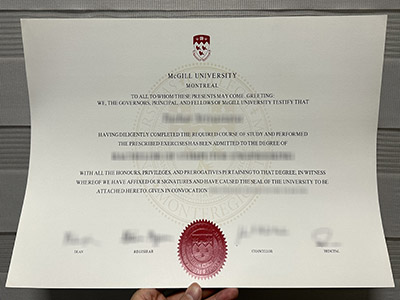 McGILL UNIVERSITY
MONTREAL
TO ALL TO WHOM THESE PRESENTS MAY COME, GREETING:
WE, THE GOVERNORS, PRINCIPAL, AND FELLOWS OF McGILL UNIVERSITY TESTIFY THAT
HAVING DILIGENTLY COMPLETED THE REQUIRED COURSE OF STUDY AND PERFORMED
THE PRESCRIBED EXERCISES HAS BEEN ADMITTED TO THE DEGREE OF
WITH ALL THE HONOURS, PRIVILEGES, AND PREROGATIVES PERTAINING TO THAT DEGREE, IN WITNESS
WHEREOF WE HAVE AFFIXED OUR SIGNATURES AND HAVE CAUSED THE SEAL OF THE UNIVERSITY TO BE
ATTACHED HERETO. GIVEN IN CONVOCATION
DEAN REGISTRAR CHANCELLOR PRINCIPAL